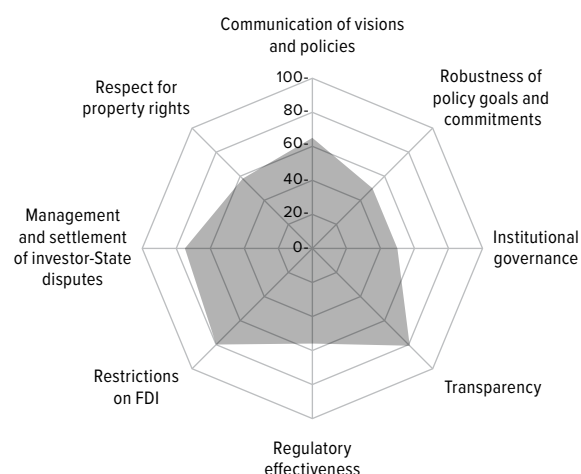 Communication of visions
and policies
Robustness of
policy goals and
commitments
Institutional
governance
Transparency
Regulatory
effectiveness
Restrictions
on FDI
Management
and settlement
of investor-State
disputes
Respect for
property rights
100-
80-
60-
40-
20-
0-